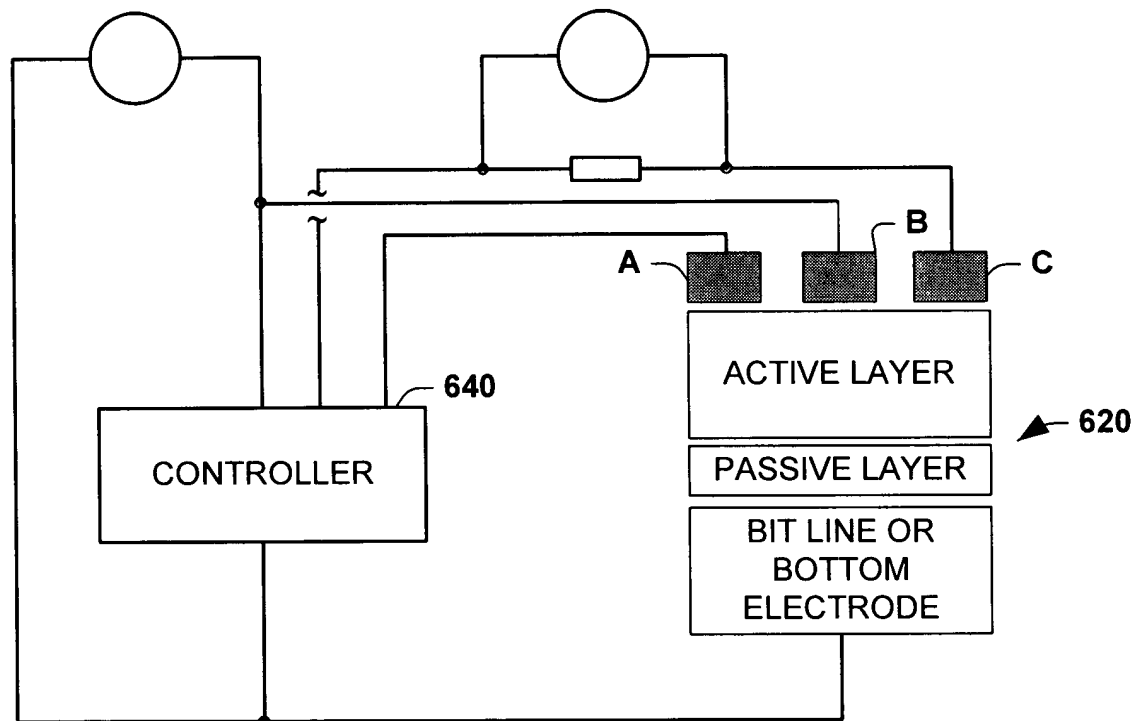 B
A
C
ACTIVE LAYER
640
620
CONTROLLER
PASSIVE LAYER
BIT LINE OR
BOTTOM
ELECTRODE